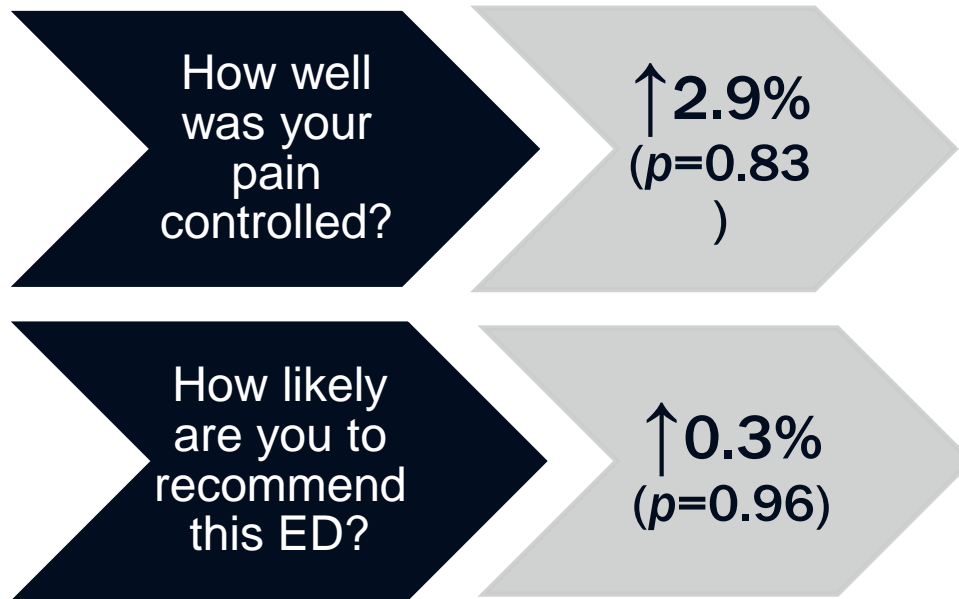 How well
was your
pain
controlled?
↑2.9%
(p=0.83
)
How likely
are you to
recommend
this ED?
↑0.3%
(p=0.96)